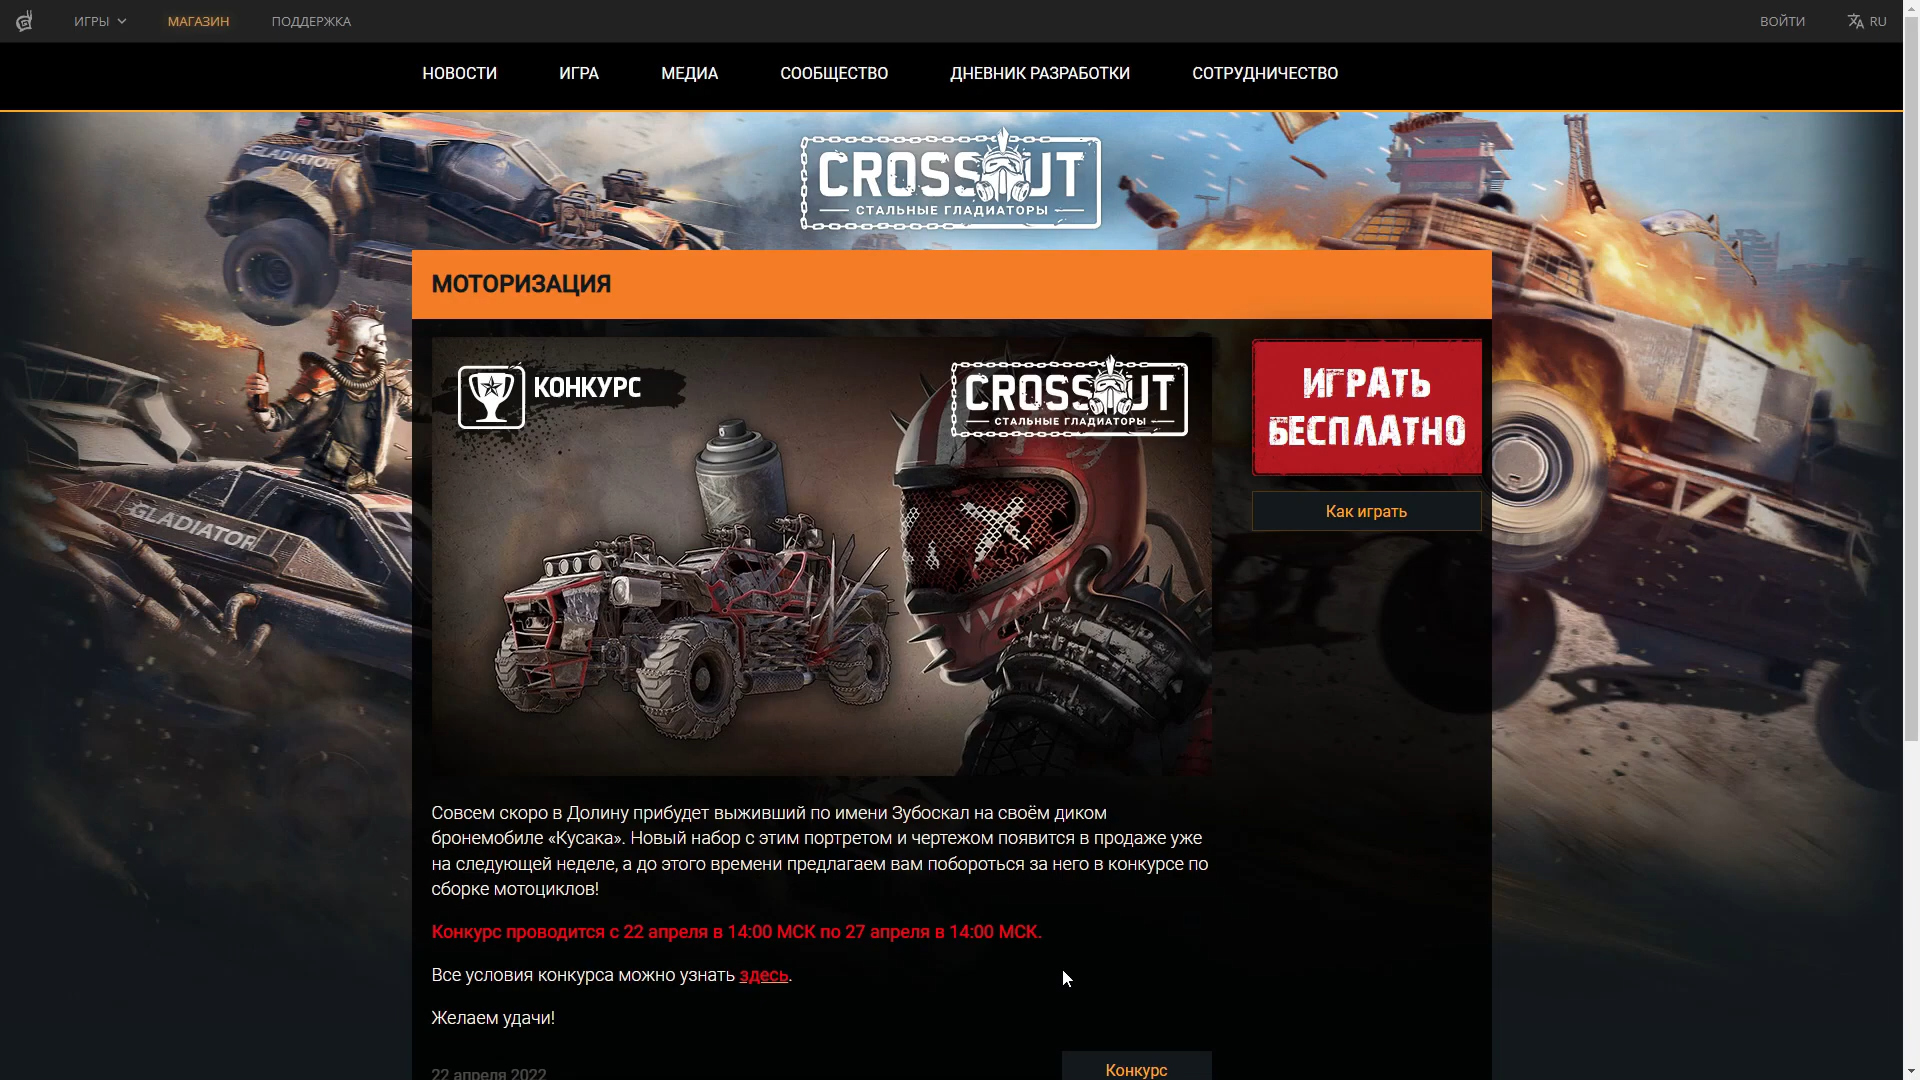 ИГРЫ
МАГАЗИН
ПОДДЕРЖКА
ВОЙТИ
RU
НОВОСТИ
ИГРА
МЕДИА
СООБЩЕСТВО
ДНЕВНИК РАЗРАБОТКИ
СОТРУДНИЧЕСТВО
CROSSOUT
СТАЛЬНЫЕ ГЛАДИАТОРЫ
GLADIATOR
GLADIATOR
МОТОРИЗАЦИЯ
КОНКУРС
CROSSOUT
СТАЛЬНЫЕ ГЛАДИАТОРЫ
ИГРАТЬ
БЕСПЛАТНО
Как играть
Совсем скоро в Долину прибудет выживший по имени Зубоскал на своём диком
бронемобиле «Кусака». Новый набор с этим портретом и чертежом появится в продаже уже
на следующей неделе, а до этого времени предлагаем вам побороться за него в конкурсе по
сборке мотоциклов!
Конкурс проводится с 22 апреля в 14:00 МСК по 27 апреля в 14:00 МСК.
Все условия конкурса можно узнать здесь.
Желаем удачи!
22 апреля 2022
Конкурс